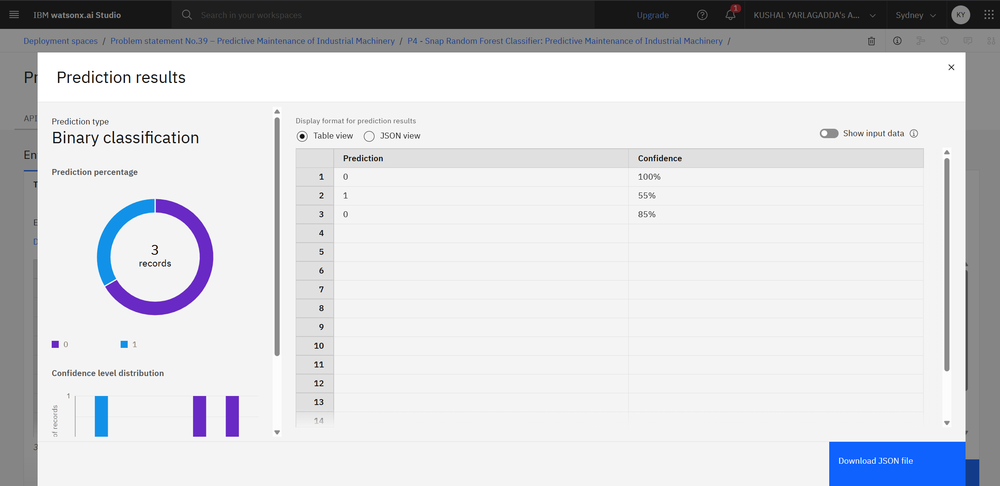 IBM watsonx.ai Studio
Search in your workspaces
Upgrade
1
KUSHAL YARLAGADDA's A...
Sydney
KY
Deployment spaces / Problem statement No.39 – Predictive Maintenance of Industrial Machinery / P4 - Snap Random Forest Classifier: Predictive Maintenance of Industrial Machinery /
Prediction results
API
Prediction type
Binary classification
Prediction percentage
3
records
0
1
Confidence level distribution
1
of records
Display format for prediction results
Table view
JSON view
Show input data
Prediction Confidence
1 0 100%
2 1 55%
3 0 85%
4
5
6
7
8
9
10
11
12
13
14
Download JSON file